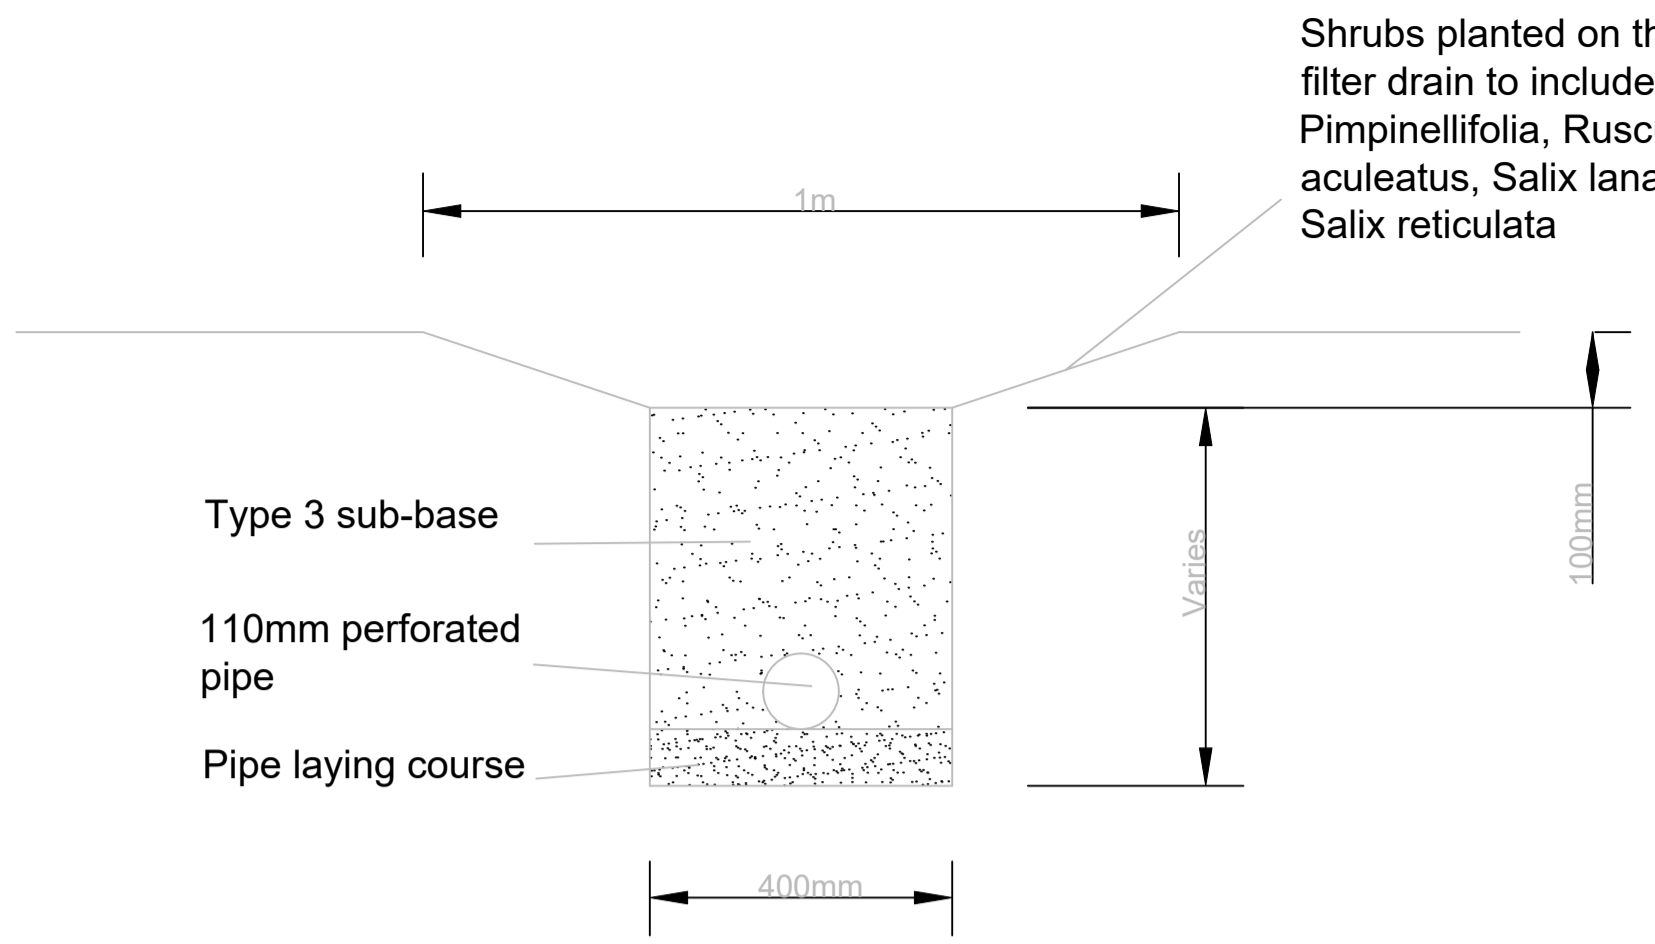 Shrubs planted on th
filter drain to include
Pimpinellifolia, Rusc
aculeatus, Salix lana
Salix reticulata
1m
Type 3 sub-base
110mm perforated
pipe
Pipe laying course
Varies
100mm
400mm